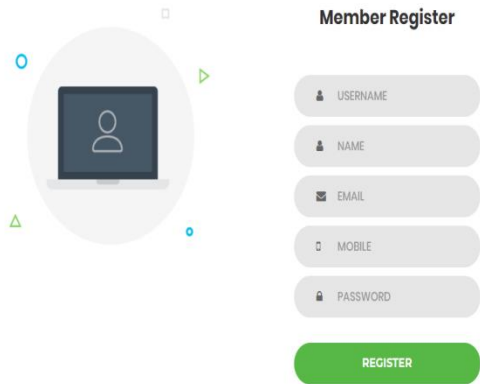 Member Register
USERNAME
NAME
EMAIL
MOBILE
PASSWORD
REGISTER